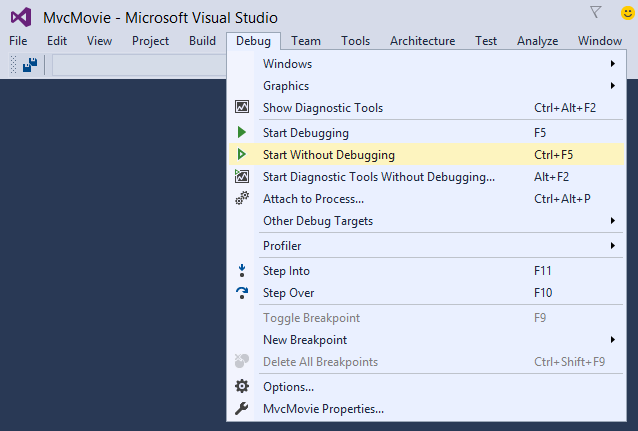 MvcMovie - Microsoft Visual Studio
File Edit View Project Build Debug Team Tools Architecture Test Analyze Window
Windows
Graphics
Show Diagnostic Tools Ctrl+Alt+F2
Start Debugging F5
Start Without Debugging Ctrl+F5
Start Diagnostic Tools Without Debugging... Alt+F2
Attach to Process... Ctrl+Alt+P
Other Debug Targets
Profiler
Step Into F11
Step Over F10
Toggle Breakpoint F9
New Breakpoint
Delete All Breakpoints Ctrl+Shift+F9
Options...
MvcMovie Properties...